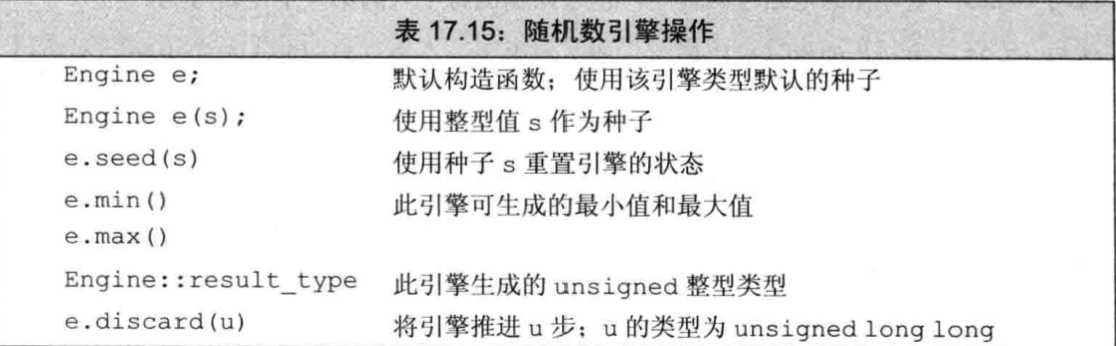 表 17.15：随机数引擎操作
Engine e; 默认构造函数；使用该引擎类型默认的种子
Engine e(s); 使用整型值 s 作为种子
e.seed(s) 使用种子 s 重置引擎的状态
e.min() 此引擎可生成的最小值和最大值
e.max()
Engine::result_type 此引擎生成的 unsigned 整型类型
e.discard(u) 将引擎推进 u 步；u 的类型为 unsigned long long